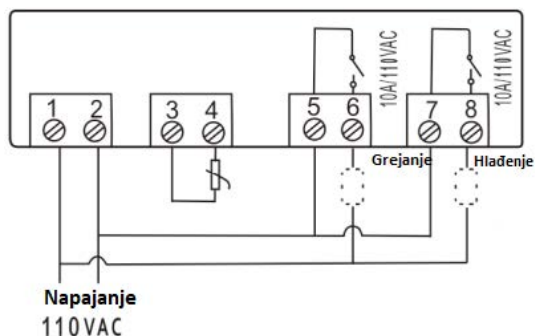 10A/110VAC
10A/110VAC
1 2 3 4 5 6 7 8
Grejanje
Hlađenje
Napajanje
110VAC